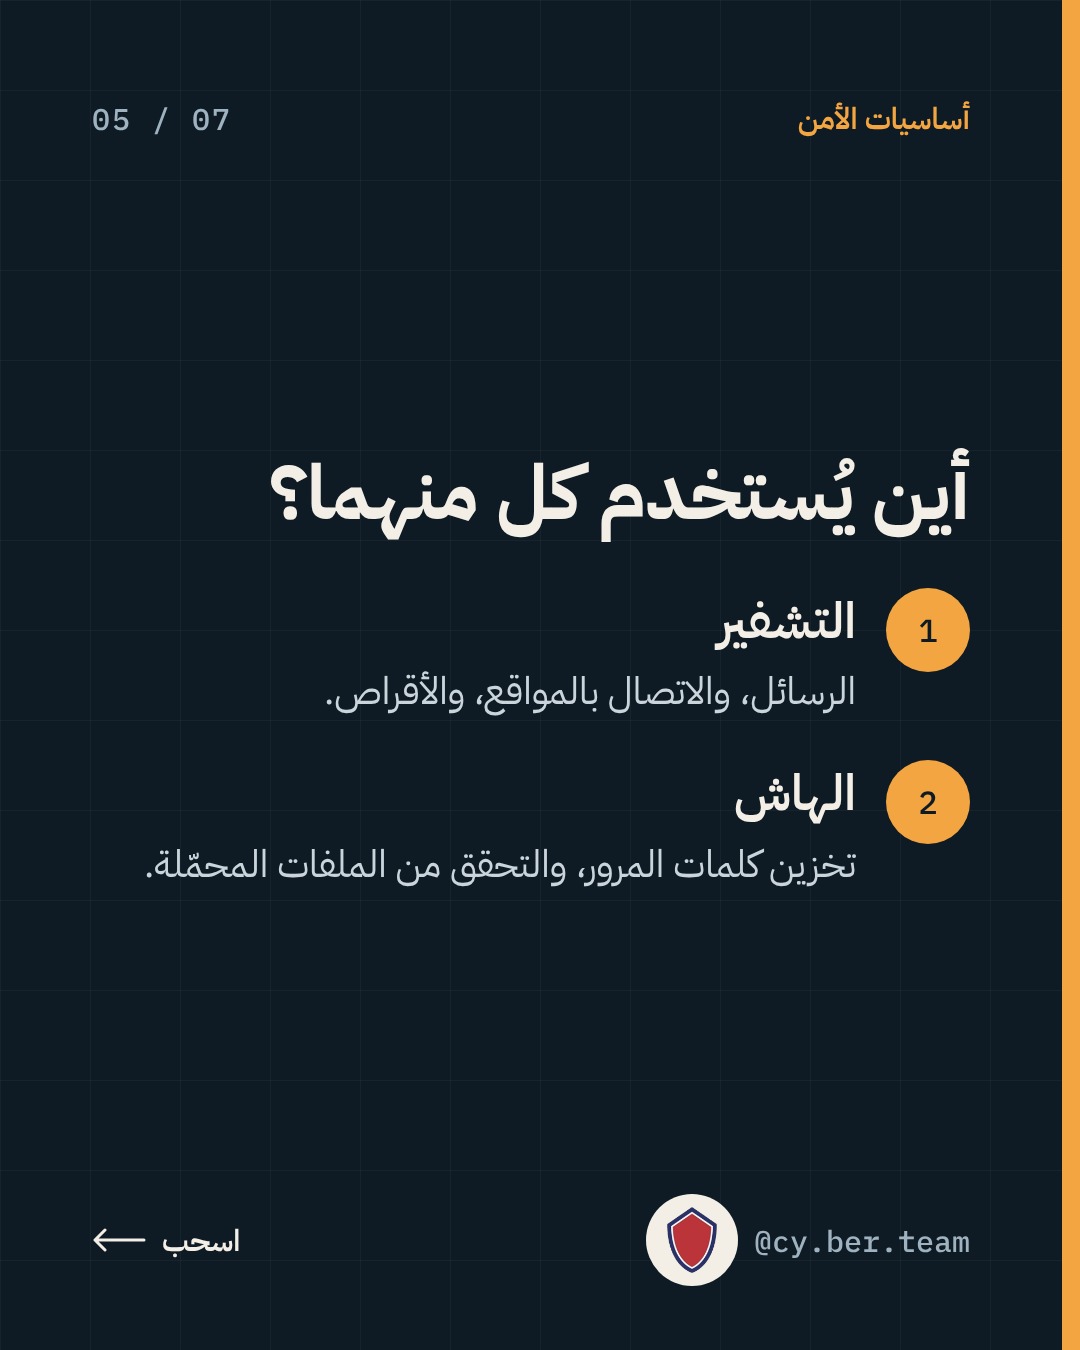 أساسيات الأمن
05 / 07
أين يُستخدم كل منهما؟
1
التشفير
الرسائل، والاتصال بالمواقع، والأقراص.
2
الهاش
تخزين كلمات المرور، والتحقق من الملفات المحمّلة.
@cy.ber.team
اسحب ←